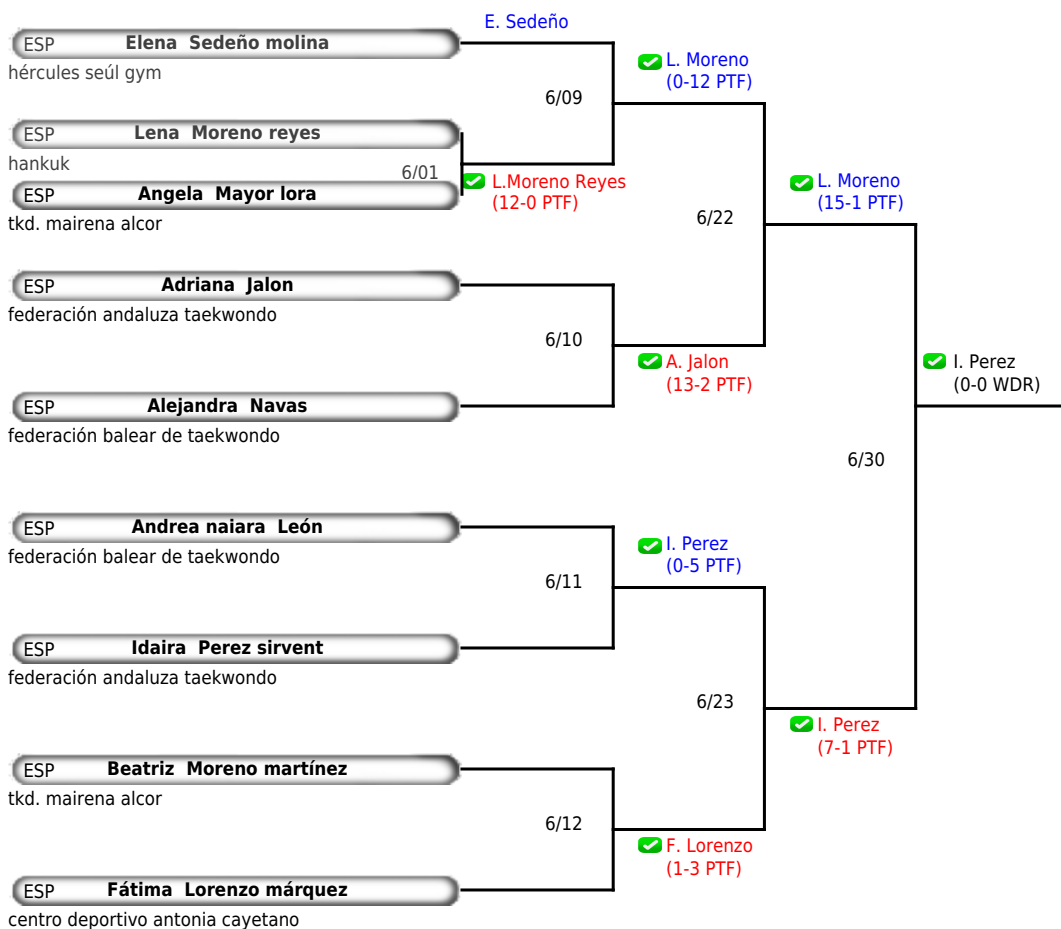 E. Sedeño
ESP Elena Sedeño molina
hércules seúl gym
L. Moreno
(0-12 PTF)
6/09
ESP Lena Moreno reyes
hankuk
6/01
L.Moreno Reyes
(12-0 PTF)
ESP Angela Mayor lora
tkd. mairena alcor
L. Moreno
(15-1 PTF)
6/22
ESP Adriana Jalon
federación andaluza taekwondo
6/10
A. Jalon
(13-2 PTF)
I. Perez
(0-0 WDR)
ESP Alejandra Navas
federación balear de taekwondo
6/30
ESP Andrea naiara León
federación balear de taekwondo
I. Perez
(0-5 PTF)
6/11
ESP Idaira Perez sirvent
federación andaluza taekwondo
6/23
I. Perez
(7-1 PTF)
ESP Beatriz Moreno martínez
tkd. mairena alcor
6/12
F. Lorenzo
(1-3 PTF)
ESP Fátima Lorenzo márquez
centro deportivo antonia cayetano